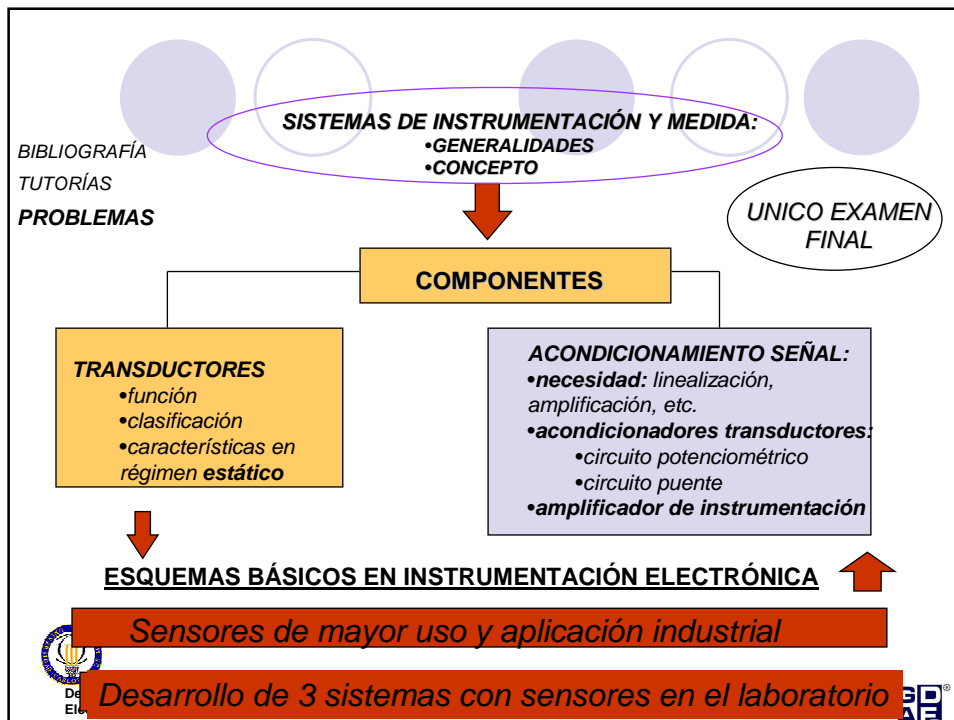 SISTEMAS DE INSTRUMENTACIÓN Y MEDIDA:
•GENERALIDADES
•CONCEPTO
BIBLIOGRAFÍA
TUTORÍAS
PROBLEMAS
UNICO EXAMEN
FINAL
COMPONENTES
TRANSDUCTORES
•función
•clasificación
•característícas en
régimen estático
ACONDICIONAMIENTO SEÑAL:
•necesidad: linealización,
amplificación, etc.
•acondicionadores transductores:
•circuito potenciométrico
•circuito puente
•amplificador de instrumentación
ESQUEMAS BÁSICOS EN INSTRUMENTACIÓN ELECTRÓNICA
Sensores de mayor uso y aplicación industrial
Desarrollo de 3 sistemas con sensores en el laboratorio